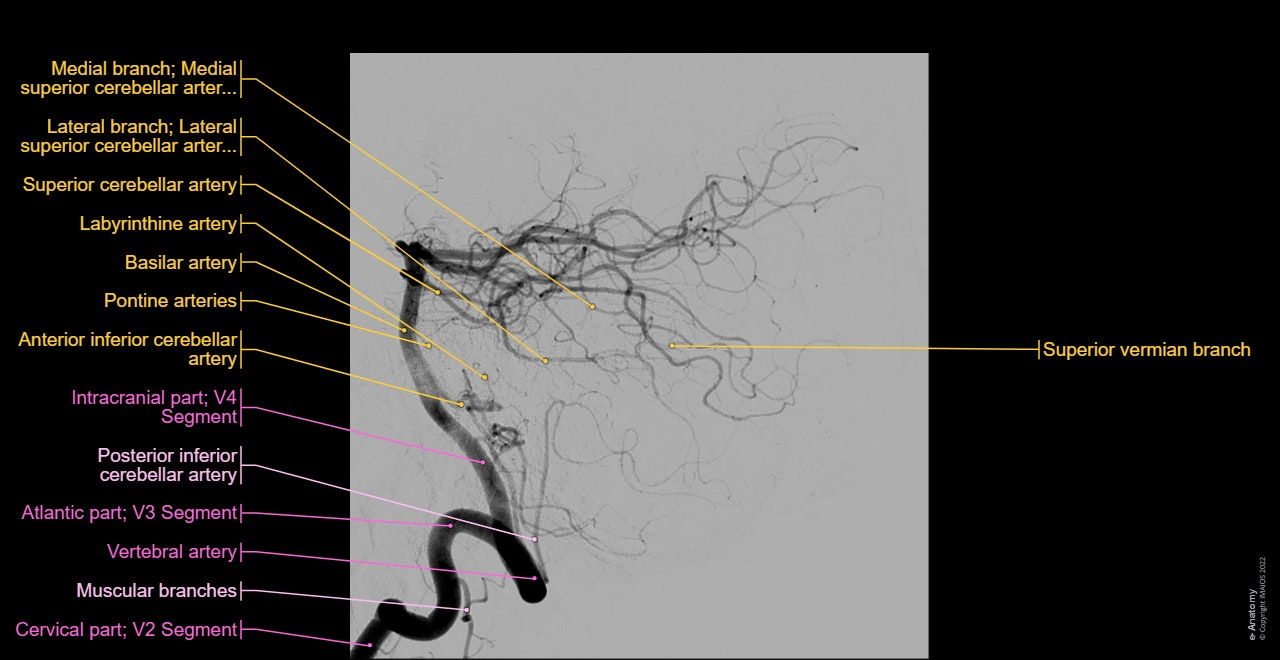 Medial branch; Medial
superior cerebellar arter...
Lateral branch; Lateral
superior cerebellar arter...
Superior cerebellar artery
Labyrinthine artery
Basilar artery
Pontine arteries
Anterior inferior cerebellar
artery
Intracranial part; V4
Segment
Posterior inferior
cerebellar artery
Atlantic part; V3 Segment
Vertebral artery
Muscular branches
Cervical part; V2 Segment
Superior vermian branch
e-Anatomy
© Copyright IMAIOS 2022